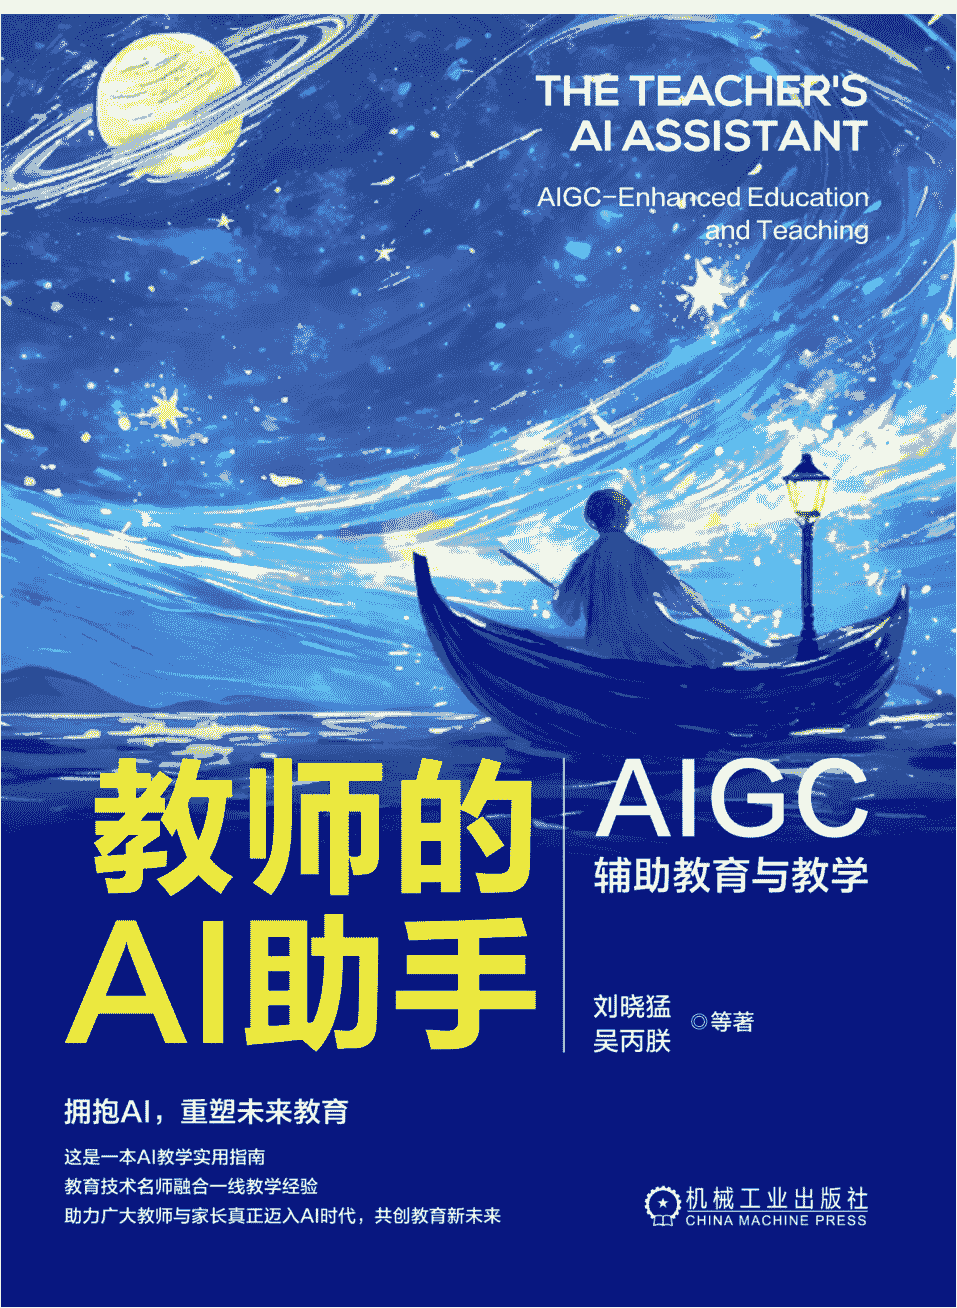 THE TEACHER'S
AI ASSISTANT
AIGC-Enhanced Education
and Teaching
教师的
AI助手
AIGC
辅助教育与教学
刘晓猛
吴丙朕
◎等著
拥抱AI，重塑未来教育
这是一本AI教学实用指南
教育技术名师融合一线教学经验
助力广大教师与家长真正迈入AI时代，共创教育新未来
机械工业出版社
CHINA MACHINE PRESS